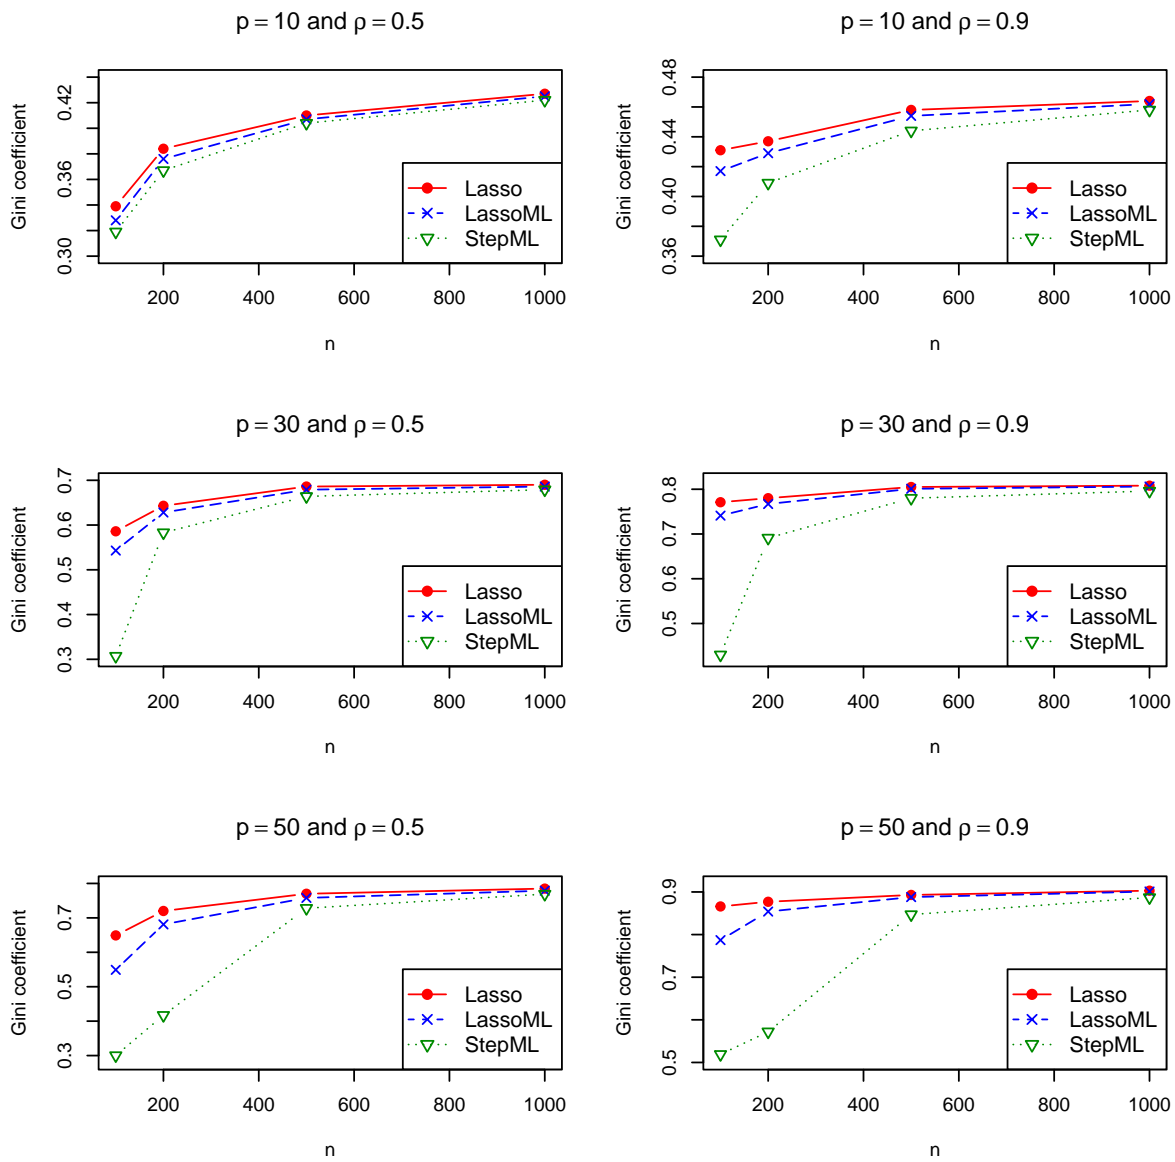 p = 10 and ρ = 0.5
Gini coefficient
0.30
0.36
0.42
Lasso
LassoML
StepML
200
400
600
800
1000
n
p = 10 and ρ = 0.9
Gini coefficient
0.36
0.40
0.44
0.48
Lasso
LassoML
StepML
200
400
600
800
1000
n
p = 30 and ρ = 0.5
Gini coefficient
0.3
0.4
0.5
0.6
0.7
Lasso
LassoML
StepML
200
400
600
800
1000
n
p = 30 and ρ = 0.9
Gini coefficient
0.5
0.6
0.7
0.8
Lasso
LassoML
StepML
200
400
600
800
1000
n
p = 50 and ρ = 0.5
Gini coefficient
0.3
0.5
0.7
Lasso
LassoML
StepML
200
400
600
800
1000
n
p = 50 and ρ = 0.9
Gini coefficient
0.5
0.7
0.9
Lasso
LassoML
StepML
200
400
600
800
1000
n